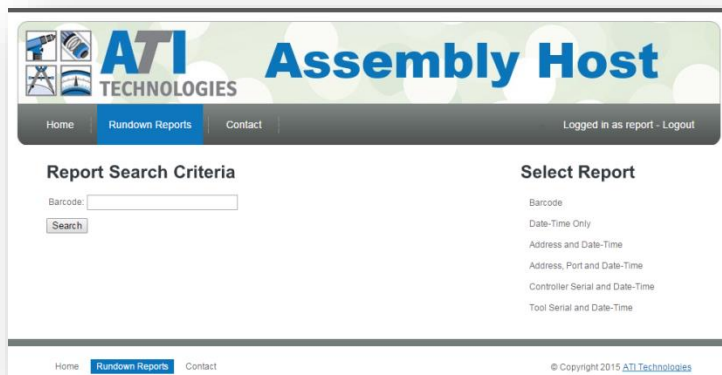 ATI
TECHNOLOGIES
Assembly Host
Home Rundown Reports Contact Logged in as report - Logout
Report Search Criteria
Barcode:
Search
Select Report
Barcode
Date-Time Only
Address and Date-Time
Address, Port and Date-Time
Controller Serial and Date-Time
Tool Serial and Date-Time
Home Rundown Reports Contact © Copyright 2015 ATI Technologies